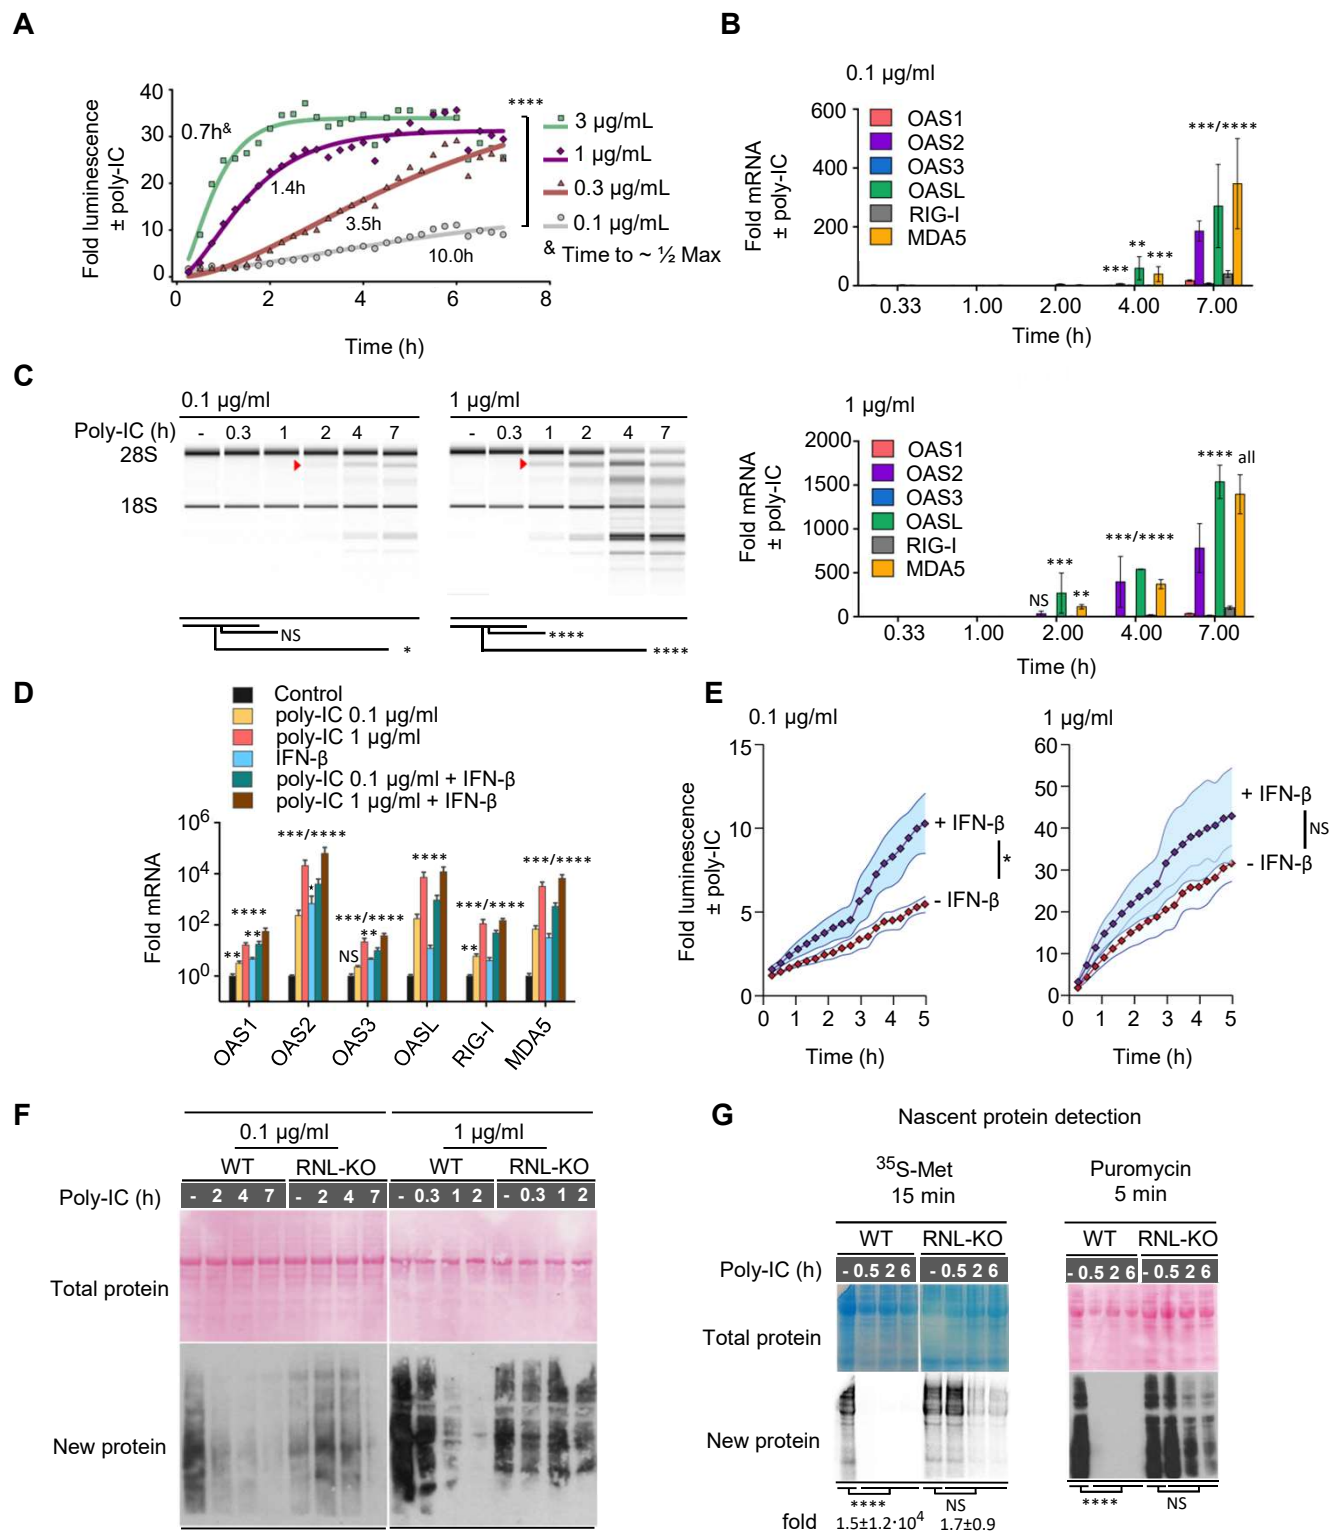 A
Fold luminescence
± poly-IC
40
30
20
10
0
0
2
4
6
8
Time (h)
0.7h&
1.4h
3.5h
10.0h
****
3 µg/mL
1 µg/mL
0.3 µg/mL
0.1 µg/mL
& Time to ~ ½ Max
B
0.1 µg/ml
Fold mRNA
± poly-IC
600
400
200
0
OAS1
OAS2
OAS3
OASL
RIG-I
MDA5
*** ** *** ***/****
0.33 1.00 2.00 4.00 7.00
Time (h)
1 µg/ml
Fold mRNA
± poly-IC
2000
1500
1000
500
0
OAS1
OAS2
OAS3
OASL
RIG-I
MDA5
NS *** ** ***/**** **** all
0.33 1.00 2.00 4.00 7.00
Time (h)
C
0.1 µg/ml 1 µg/ml
Poly-IC (h) - 0.3 1 2 4 7 - 0.3 1 2 4 7
28S
18S
NS ****
* ****
D
Control
poly-IC 0.1 µg/ml
poly-IC 1 µg/ml
IFN-β
poly-IC 0.1 µg/ml + IFN-β
poly-IC 1 µg/ml + IFN-β
Fold mRNA
10⁶
10⁴
10²
10⁰
****
** **
***/****
*
***/****
NS **
****
***/****
**
***/****
OAS1 OAS2 OAS3 OASL RIG-I MDA5
E
0.1 µg/ml
Fold luminescence
± poly-IC
15
10
5
0
0 1 2 3 4 5
Time (h)
+ IFN-β
*
- IFN-β
1 µg/ml
60
50
40
30
20
10
0
0 1 2 3 4 5
Time (h)
+ IFN-β
NS
- IFN-β
F
0.1 µg/ml 1 µg/ml
WT RNL-KO WT RNL-KO
Poly-IC (h) - 2 4 7 - 2 4 7 - 0.3 1 2 - 0.3 1 2
Total protein
New protein
G
Nascent protein detection
³⁵S-Met
15 min
Puromycin
5 min
WT RNL-KO WT RNL-KO
Poly-IC (h) - 0.5 2 6 - 0.5 2 6 - 0.5 2 6 - 0.5 2 6
Total protein
New protein
**** NS **** NS
fold 1.5±1.2·10⁴ 1.7±0.9